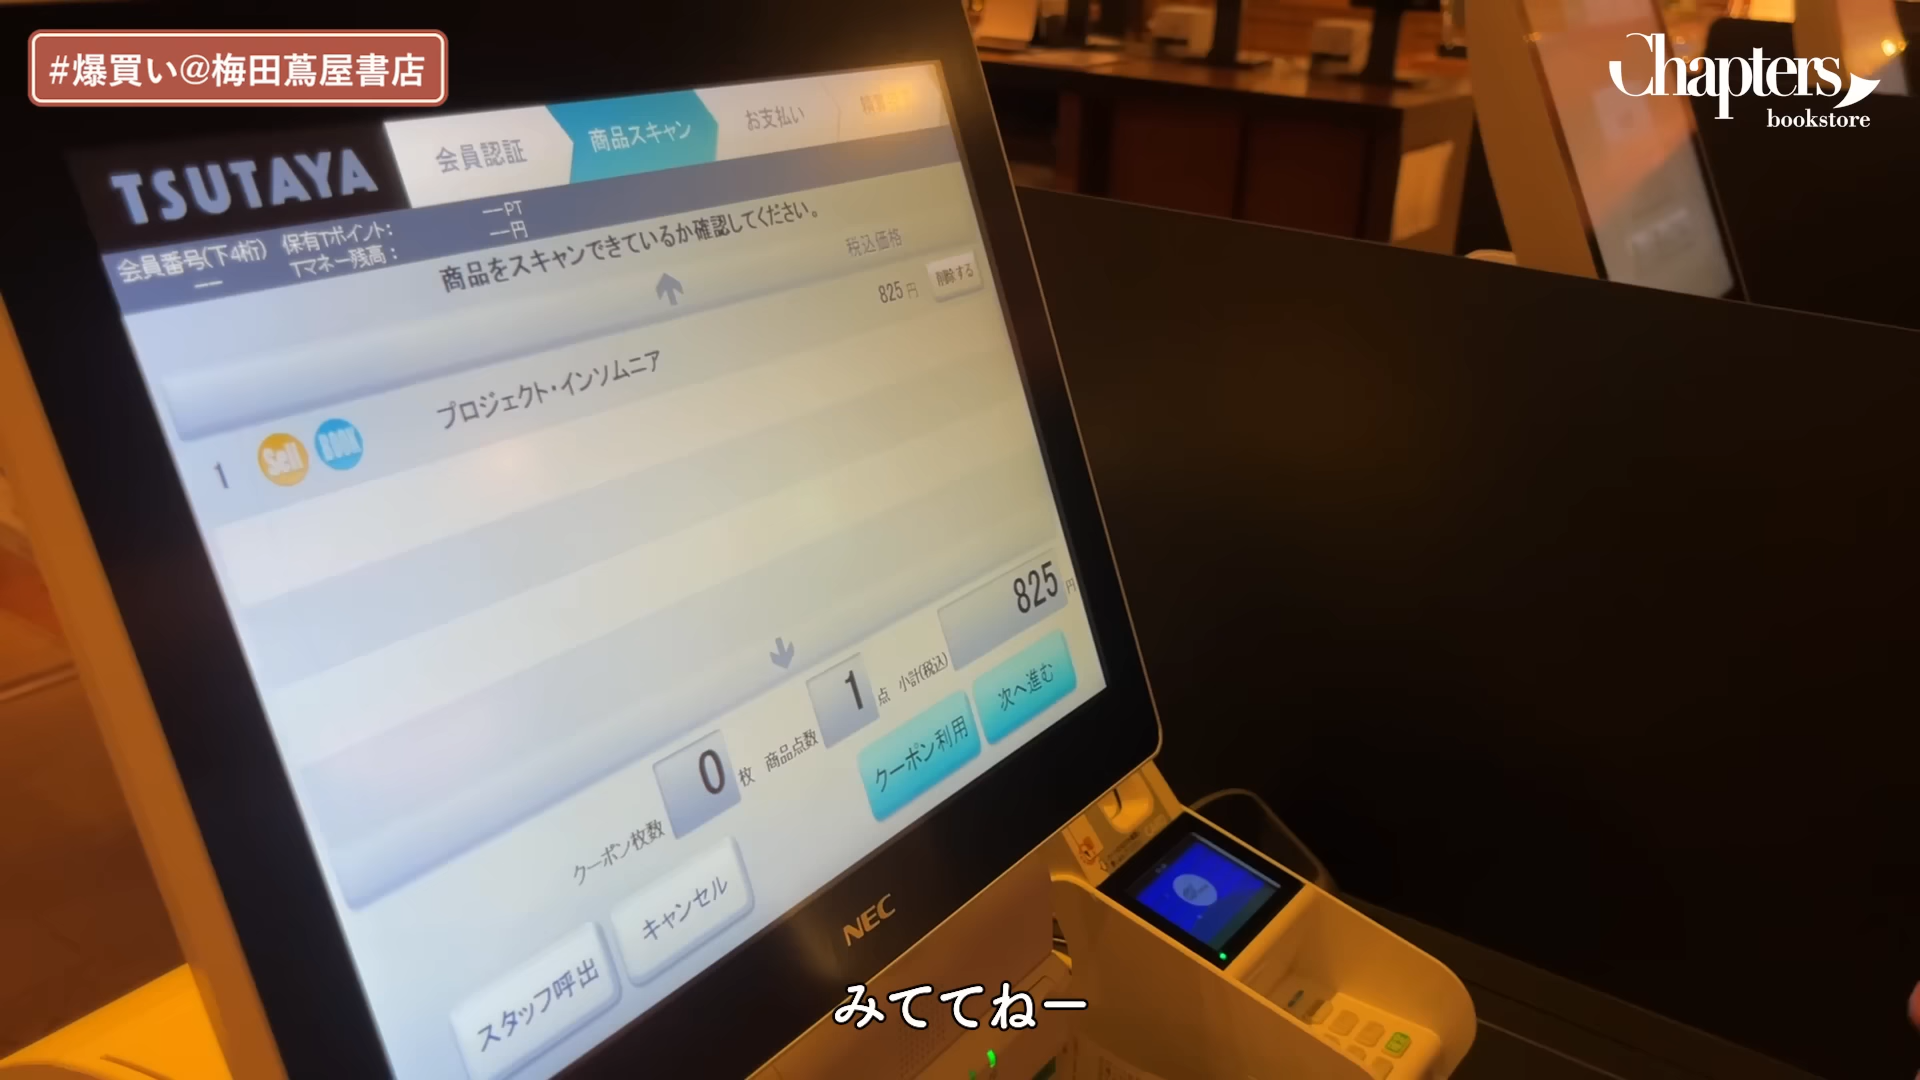 #爆買い@梅田蔦屋書店
Chapters
bookstore
TSUTAYA
会員認証
商品スキャン
お支払い
会員番号(下4桁)
--
保有Tポイント:
--PT
Tマネー残高:
--円
商品をスキャンできているか確認してください。
税込価格
1
Sell
BOOK
プロジェクト・インソムニア
825円
削除する
クーポン枚数
0
枚
商品点数
1
点
小計(税込)
825
円
スタッフ呼出
キャンセル
クーポン利用
次へ進む
NEC
みててねー